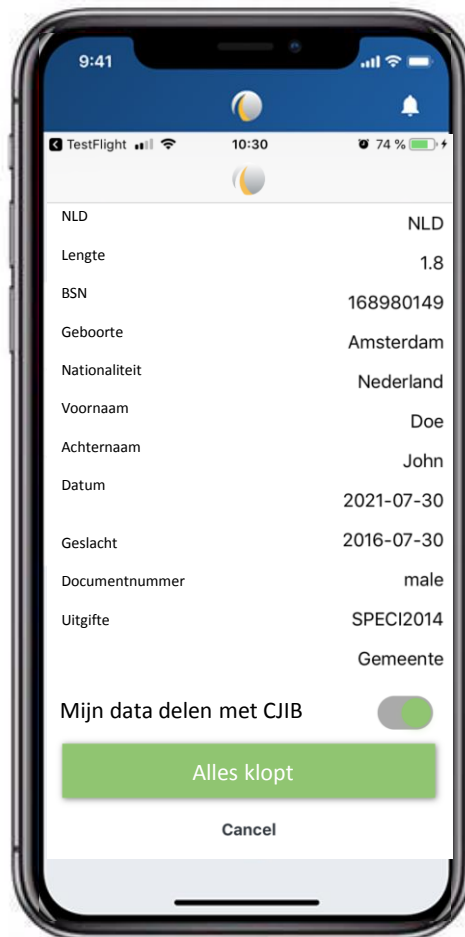 9:41
TestFlight 10:30 74 %
NLD NLD
Lengte 1.8
BSN 168980149
Geboorte Amsterdam
Nationaliteit Nederland
Voornaam Doe
Achternaam John
Datum 2021-07-30
Geslacht 2016-07-30
Documentnummer male
Uitgifte SPECI2014
Gemeente
Mijn data delen met CJIB
Alles klopt
Cancel